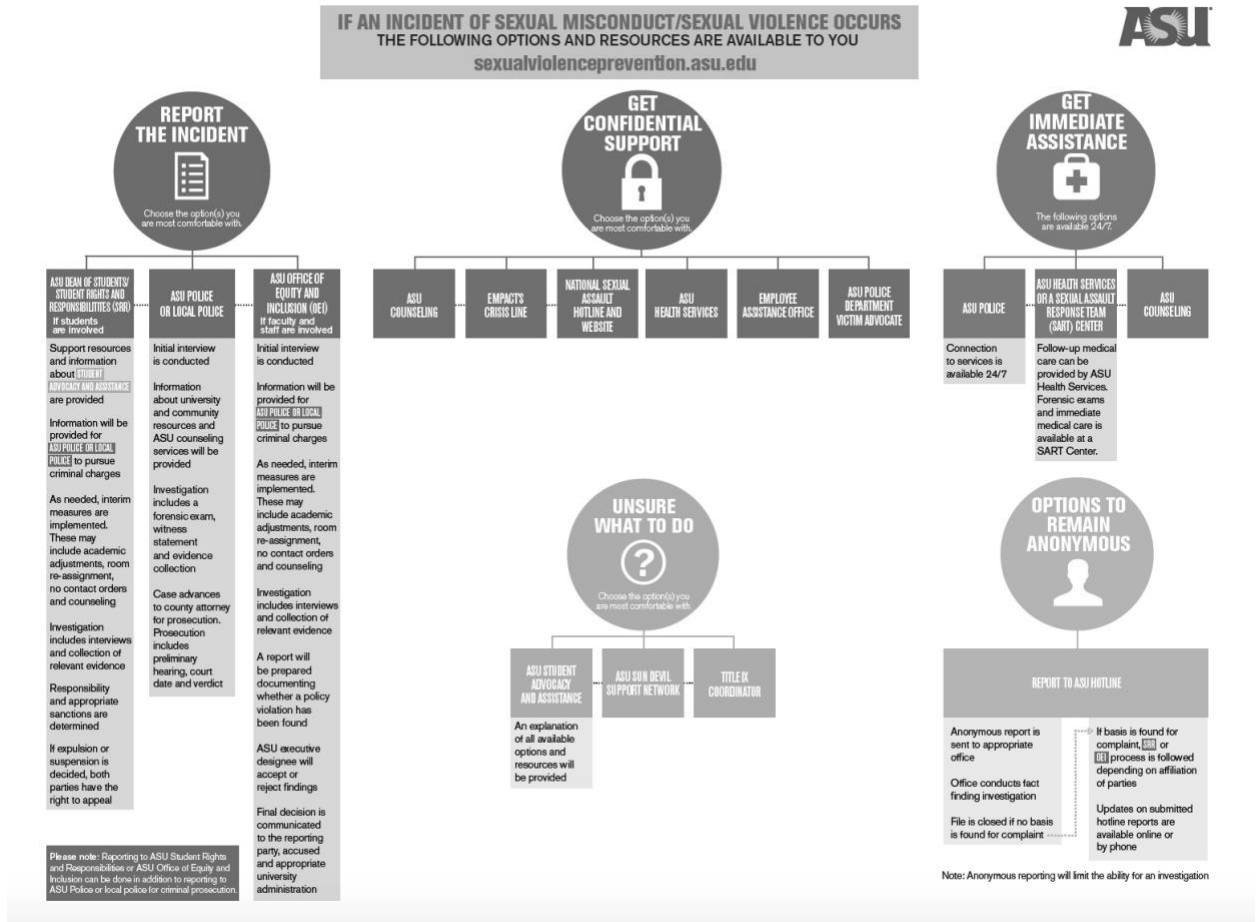 IF AN INCIDENT OF SEXUAL MISCONDUCT/SEXUAL VIOLENCE OCCURS
THE FOLLOWING OPTIONS AND RESOURCES ARE AVAILABLE TO YOU
sexualviolenceprevention.asu.edu
ASU
REPORT
THE INCIDENT
Choose the option(s) you
are most comfortable with.
ASU DEAN OF STUDENTS/
STUDENT RIGHTS AND
RESPONSIBILITIES (SRR)
If students
are involved
Support resources
and information
about STUDENT
ADVOCACY AND ASSISTANCE
are provided
Information will be
provided for
ASU POLICE OR LOCAL
POLICE to pursue
criminal charges
As needed, interim
measures are
implemented.
These may
include academic
adjustments, room
re-assignment,
no contact orders
and counseling
Investigation
includes interviews
and collection of
relevant evidence
Responsibility
and appropriate
sanctions are
determined
If expulsion or
suspension is
decided, both
parties have the
right to appeal
ASU POLICE
OR LOCAL POLICE
Initial interview
is conducted
Information
about university
and community
resources and
ASU counseling
services will be
provided
Investigation
includes a
forensic exam,
witness
statement
and evidence
collection
Case advances
to county attorney
for prosecution.
Prosecution
includes
preliminary
hearing, court
date and verdict
ASU OFFICE OF
EQUITY AND
INCLUSION (OEI)
If faculty and
staff are involved
Initial interview
is conducted
Information will be
provided for
ASU POLICE OR LOCAL
POLICE to pursue
criminal charges
As needed, interim
measures are
implemented.
These may
include academic
adjustments, room
re-assignment,
no contact orders
and counseling
Investigation
includes interviews
and collection of
relevant evidence
A report will
be prepared
documenting
whether a policy
violation has
been found
ASU executive
designee will
accept or
reject findings
Final decision is
communicated
to the reporting
party, accused
and appropriate
university
administration
Please note: Reporting to ASU Student Rights
and Responsibilities or ASU Office of Equity and
Inclusion can be done in addition to reporting to
ASU Police or local police for criminal prosecution.
GET
CONFIDENTIAL
SUPPORT
Choose the option(s) you
are most comfortable with.
ASU
COUNSELING
EMPACT'S
CRISIS LINE
NATIONAL SEXUAL
ASSAULT
HOTLINE AND
WEBSITE
ASU
HEALTH SERVICES
EMPLOYEE
ASSISTANCE OFFICE
ASU POLICE
DEPARTMENT
VICTIM ADVOCATE
UNSURE
WHAT TO DO
?
Choose the option(s) you
are most comfortable with.
ASU STUDENT
ADVOCACY
AND ASSISTANCE
An explanation
of all available
options and
resources will
be provided
ASU SUN DEVIL
SUPPORT NETWORK
TITLE IX
COORDINATOR
GET
IMMEDIATE
ASSISTANCE
The following options
are available 24/7.
ASU POLICE
Connection
to services is
available 24/7
ASU HEALTH SERVICES
OR A SEXUAL ASSAULT
RESPONSE TEAM
(SART) CENTER
Follow-up medical
care can be
provided by ASU
Health Services.
Forensic exams
and immediate
medical care is
available at a
SART Center.
ASU
COUNSELING
OPTIONS TO
REMAIN
ANONYMOUS
REPORT TO ASU HOTLINE
Anonymous report is
sent to appropriate
office
Office conducts fact
finding investigation
File is closed if no basis
is found for complaint
If basis is found for
complaint, SRR or
OEI process is followed
depending on affiliation
of parties
Updates on submitted
hotline reports are
available online or
by phone
Note: Anonymous reporting will limit the ability for an investigation